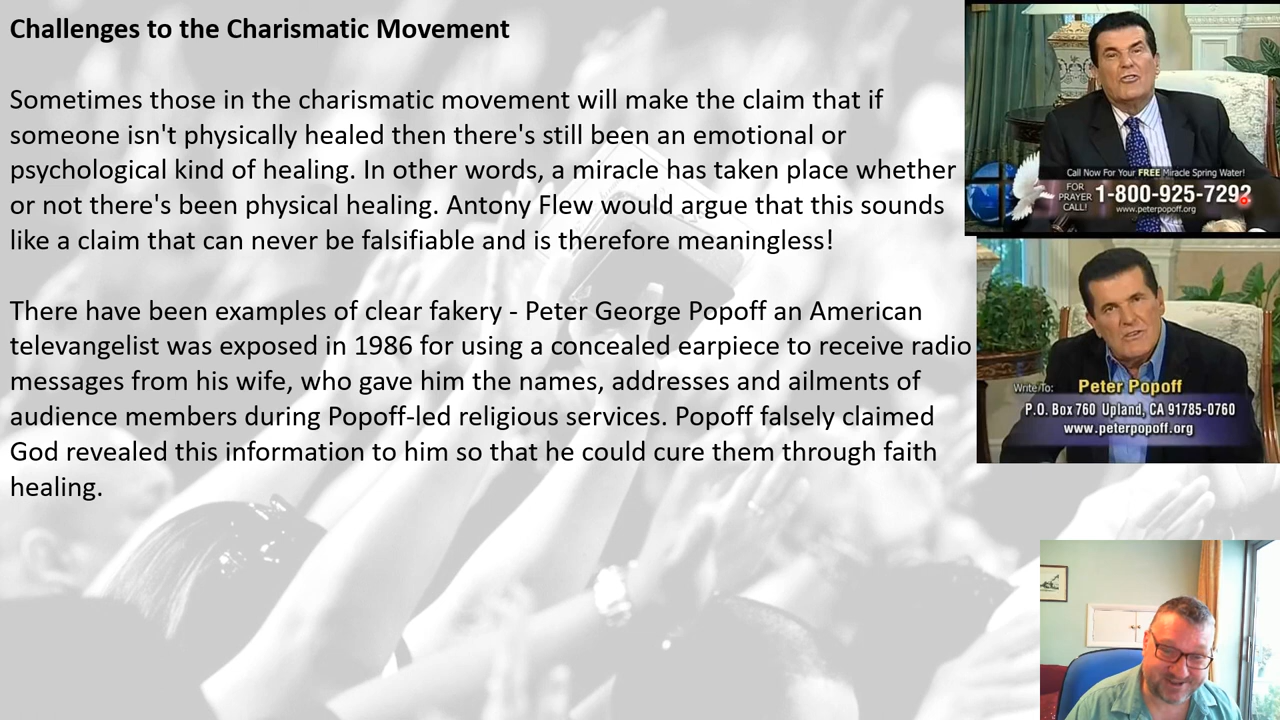 Challenges to the Charismatic Movement
Sometimes those in the charismatic movement will make the claim that if
someone isn't physically healed then there's still been an emotional or
psychological kind of healing. In other words, a miracle has taken place whether
or not there's been physical healing. Antony Flew would argue that this sounds
like a claim that can never be falsifiable and is therefore meaningless!
There have been examples of clear fakery - Peter George Popoff an American
televangelist was exposed in 1986 for using a concealed earpiece to receive radio
messages from his wife, who gave him the names, addresses and ailments of
audience members during Popoff-led religious services. Popoff falsely claimed
God revealed this information to him so that he could cure them through faith
healing.
Call Now For Your FREE Miracle Spring Water!
FOR
PRAYER
CALL!
1-800-925-7292
www.peterpopoff.org
Write To: Peter Popoff
P.O. Box 760 Upland, CA 91785-0760
www.peterpopoff.org